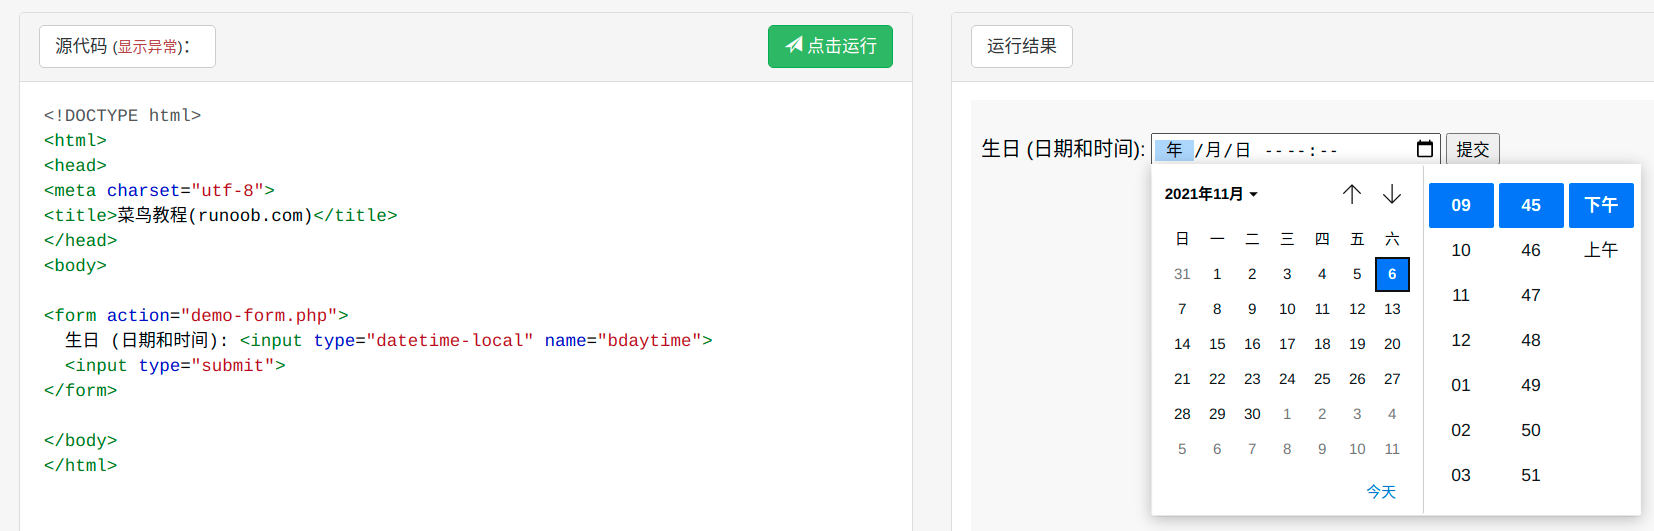 源代码 (显示异常)：
点击运行
<!DOCTYPE html>
<html>
<head>
<meta charset="utf-8">
<title>菜鸟教程(runoob.com)</title>
</head>
<body>
<form action="demo-form.php">
生日 (日期和时间): <input type="datetime-local" name="bdaytime">
<input type="submit">
</form>
</body>
</html>
运行结果
生日 (日期和时间): 年/月/日 ----:-- 提交
2021年11月
日 一 二 三 四 五 六
31 1 2 3 4 5 6
7 8 9 10 11 12 13
14 15 16 17 18 19 20
21 22 23 24 25 26 27
28 29 30 1 2 3 4
5 6 7 8 9 10 11
今天
09 45 下午
10 46 上午
11 47
12 48
01 49
02 50
03 51